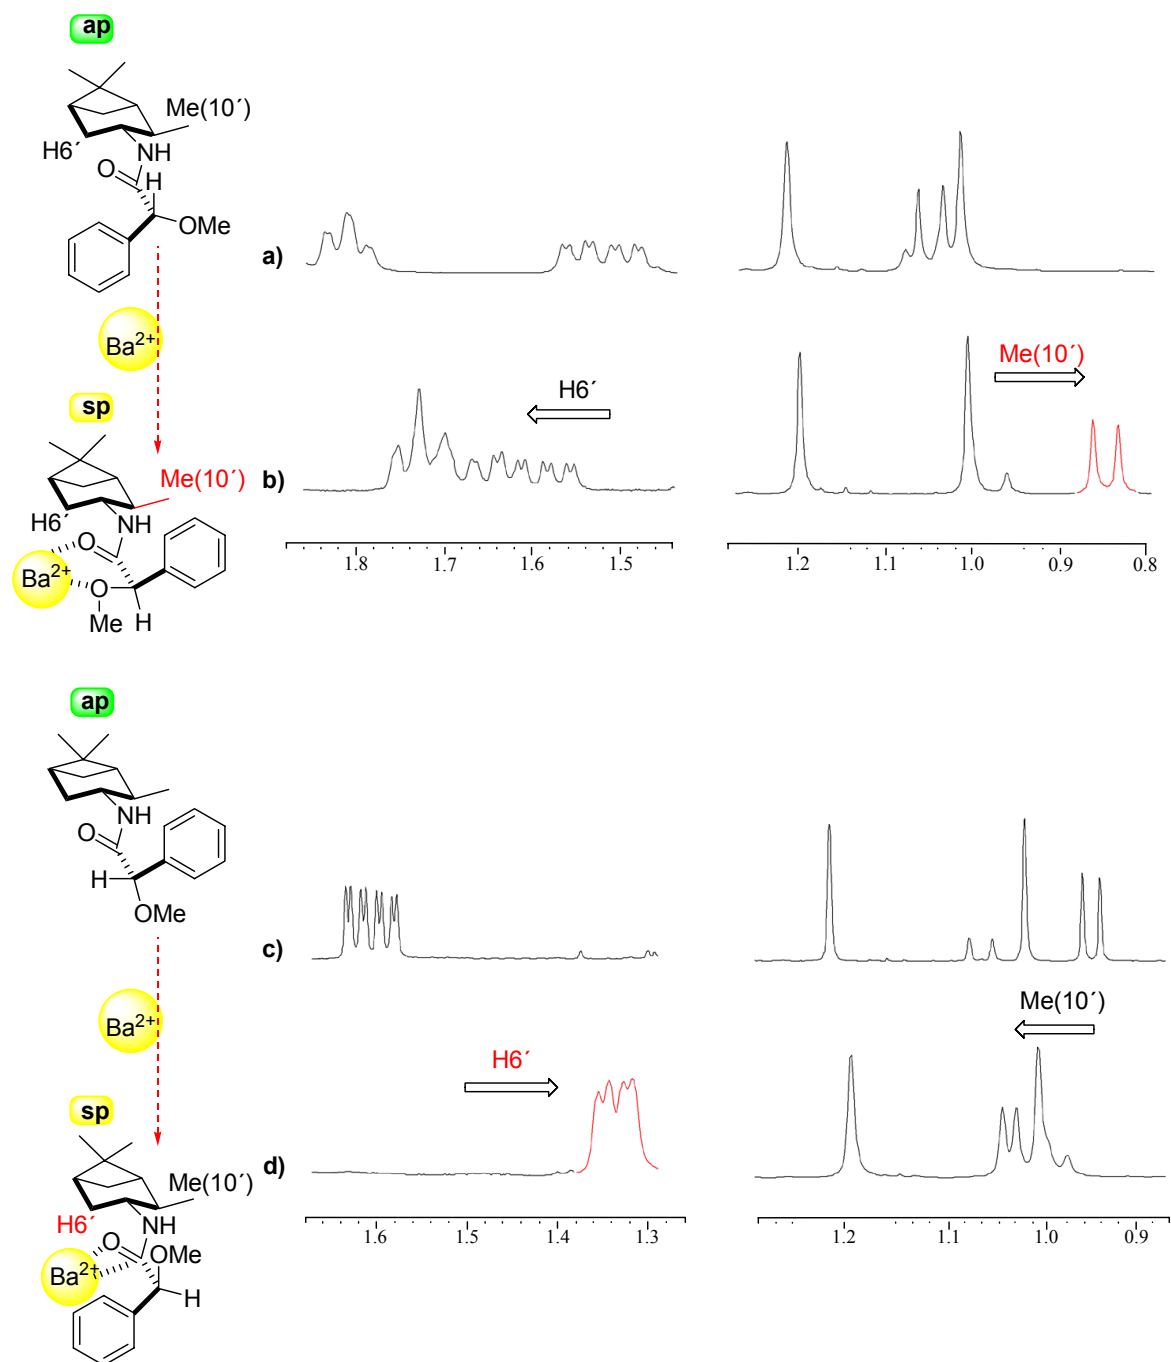 ap
Me(10´)
H6´
NH
O
H
OMe
a)
Ba2+
Me(10´)
H6´
sp
Me(10´)
b)
H6´
NH
O
Ba2+
O
Me
H
1.8 1.7 1.6 1.5
1.2 1.1 1.0 0.9 0.8
ap
NH
O
H
OMe
c)
Ba2+
Me(10´)
H6´
sp
d)
Me(10´)
H6´
NH
O
OMe
Ba2+
H
1.6 1.5 1.4 1.3
1.2 1.1 1.0 0.9